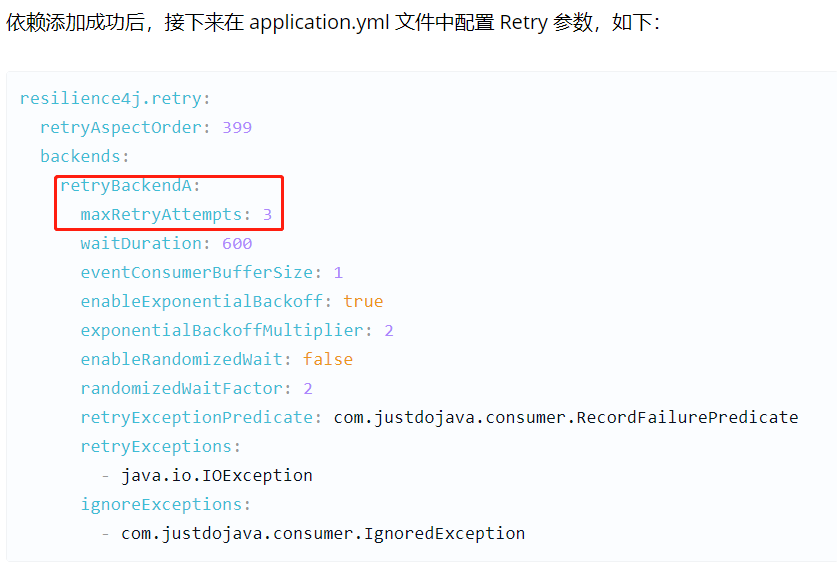 依赖添加成功后，接下来在 application.yml 文件中配置 Retry 参数，如下：
resilience4j.retry:
  retryAspectOrder: 399
  backends:
    retryBackendA:
      maxRetryAttempts: 3
      waitDuration: 600
      eventConsumerBufferSize: 1
      enableExponentialBackoff: true
      exponentialBackoffMultiplier: 2
      enableRandomizedWait: false
      randomizedWaitFactor: 2
      retryExceptionPredicate: com.justdojava.consumer.RecordFailurePredicate
      retryExceptions:
        - java.io.IOException
      ignoreExceptions:
        - com.justdojava.consumer.IgnoredException